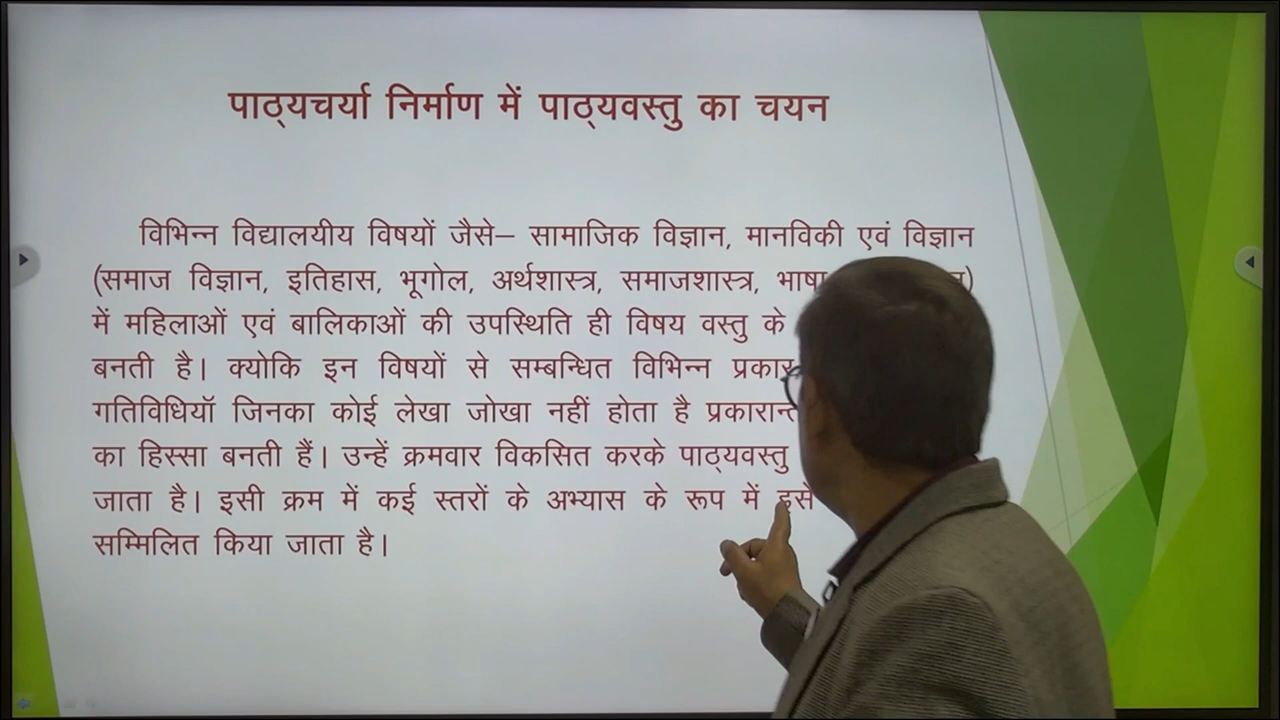 पाठ्यचर्या निर्माण में पाठ्यवस्तु का चयन
विभिन्न विद्यालयीय विषयों जैसे– सामाजिक विज्ञान, मानविकी एवं विज्ञान
(समाज विज्ञान, इतिहास, भूगोल, अर्थशास्त्र, समाजशास्त्र,
में महिलाओं एवं बालिकाओं की उपस्थिति ही विषय वस्तु के
बनती है। क्योकि इन विषयों से सम्बन्धित विभिन्न प्रकार
गतिविधियॉ जिनका कोई लेखा जोखा नहीं होता है
का हिस्सा बनती हैं। उन्हें क्रमवार विकसित करके पाठ्यवस्तु
जाता है। इसी क्रम में कई स्तरों के अभ्यास के रूप में इसे
सम्मिलित किया जाता है।